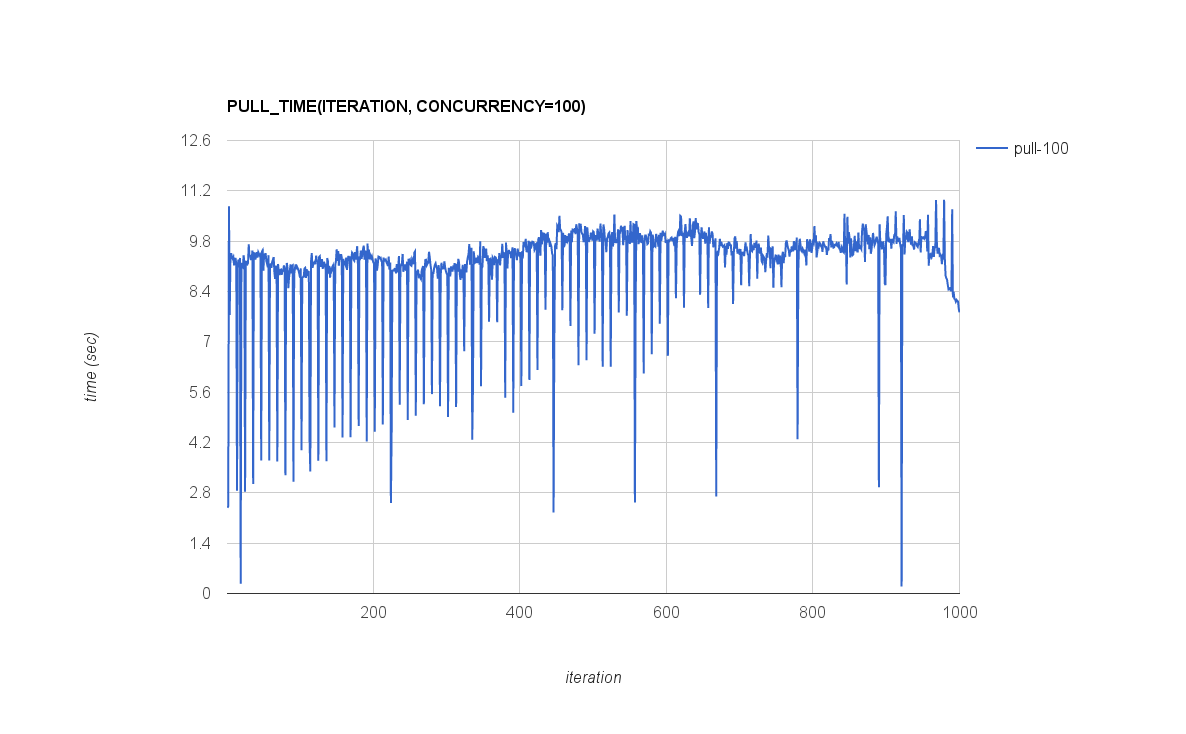 PULL_TIME(ITERATION, CONCURRENCY=100)
12.6
11.2
9.8
8.4
7
5.6
4.2
2.8
1.4
0
time (sec)
pull-100
200 400 600 800 1000
iteration